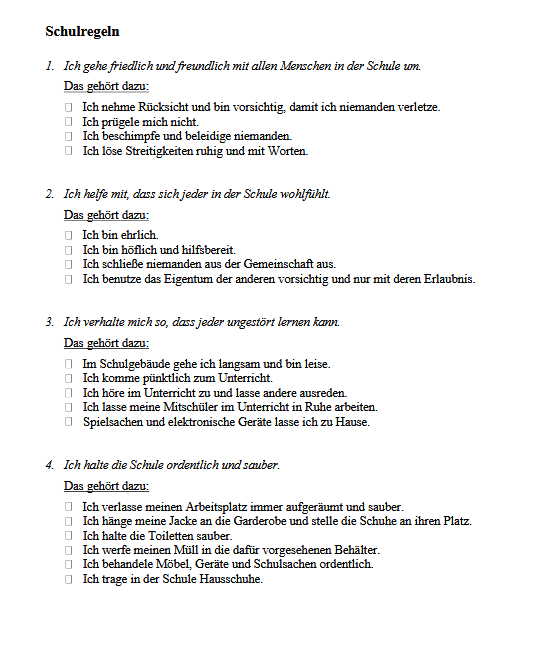 Schulregeln
1. Ich gehe friedlich und freundlich mit allen Menschen in der Schule um.
Das gehört dazu:
Ich nehme Rücksicht und bin vorsichtig, damit ich niemanden verletze.
Ich prügele mich nicht.
Ich beschimpfe und beleidige niemanden.
Ich löse Streitigkeiten ruhig und mit Worten.
2. Ich helfe mit, dass sich jeder in der Schule wohlfühlt.
Das gehört dazu:
Ich bin ehrlich.
Ich bin höflich und hilfsbereit.
Ich schließe niemanden aus der Gemeinschaft aus.
Ich benutze das Eigentum der anderen vorsichtig und nur mit deren Erlaubnis.
3. Ich verhalte mich so, dass jeder ungestört lernen kann.
Das gehört dazu:
Im Schulgebäude gehe ich langsam und bin leise.
Ich komme pünktlich zum Unterricht.
Ich höre im Unterricht zu und lasse andere ausreden.
Ich lasse meine Mitschüler im Unterricht in Ruhe arbeiten.
Spielsachen und elektronische Geräte lasse ich zu Hause.
4. Ich halte die Schule ordentlich und sauber.
Das gehört dazu:
Ich verlasse meinen Arbeitsplatz immer aufgeräumt und sauber.
Ich hänge meine Jacke an die Garderobe und stelle die Schuhe an ihren Platz.
Ich halte die Toiletten sauber.
Ich werfe meinen Müll in die dafür vorgesehenen Behälter.
Ich behandele Möbel, Geräte und Schulsachen ordentlich.
Ich trage in der Schule Hausschuhe.